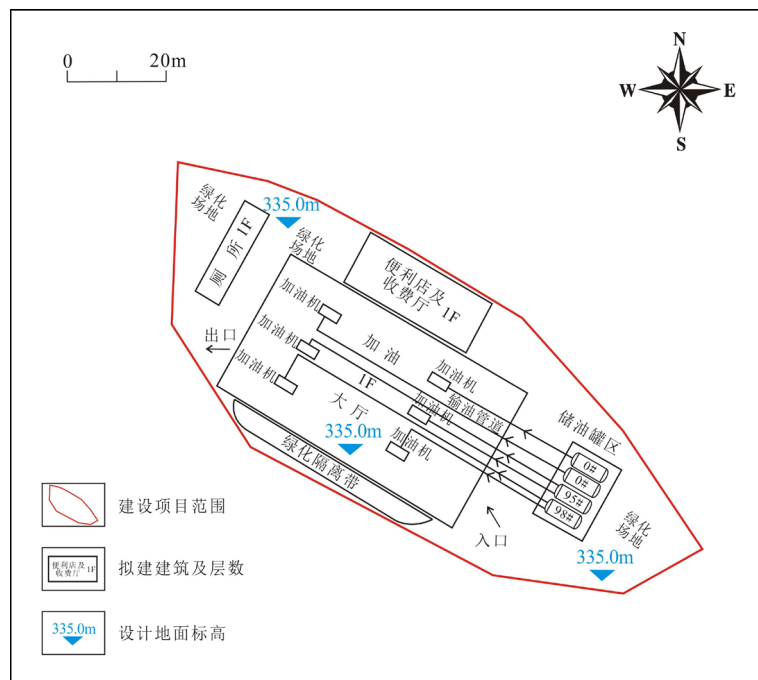 0
20m
N
W
E
S
绿化
场地
335.0m
厕所 1F
绿化
场地
便利店及
收费厅 1F
加油机
出口
加油机
加油
加油机
加油机
1F
输油管道
大厅
加油机
储油罐区
335.0m
加油机
0#
0#
95#
98#
绿化隔离带
入口
绿化
场地
335.0m
建设项目范围
便利店及
收费厅 1F
拟建建筑及层数
335.0m
设计地面标高